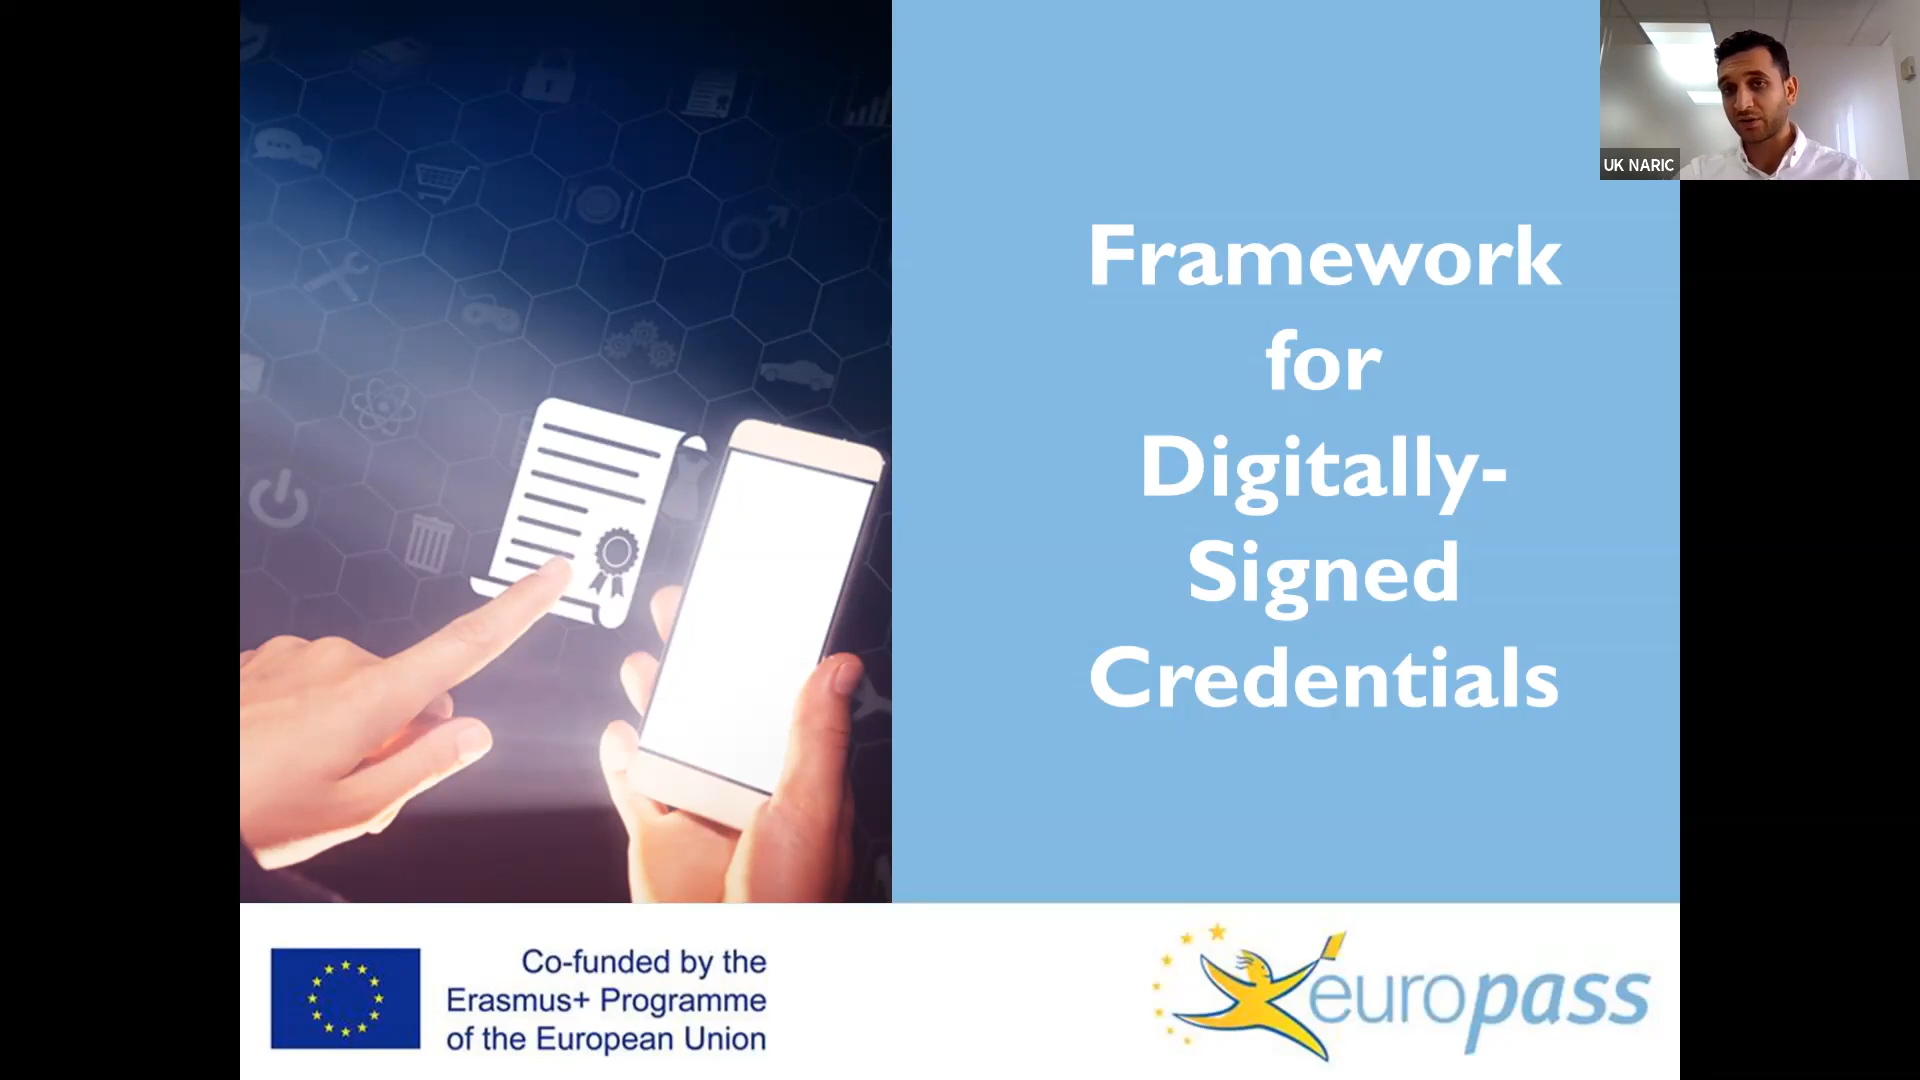 UK NARIC
Framework
for
Digitally-
Signed
Credentials
Co-funded by the
Erasmus+ Programme
of the European Union
europass